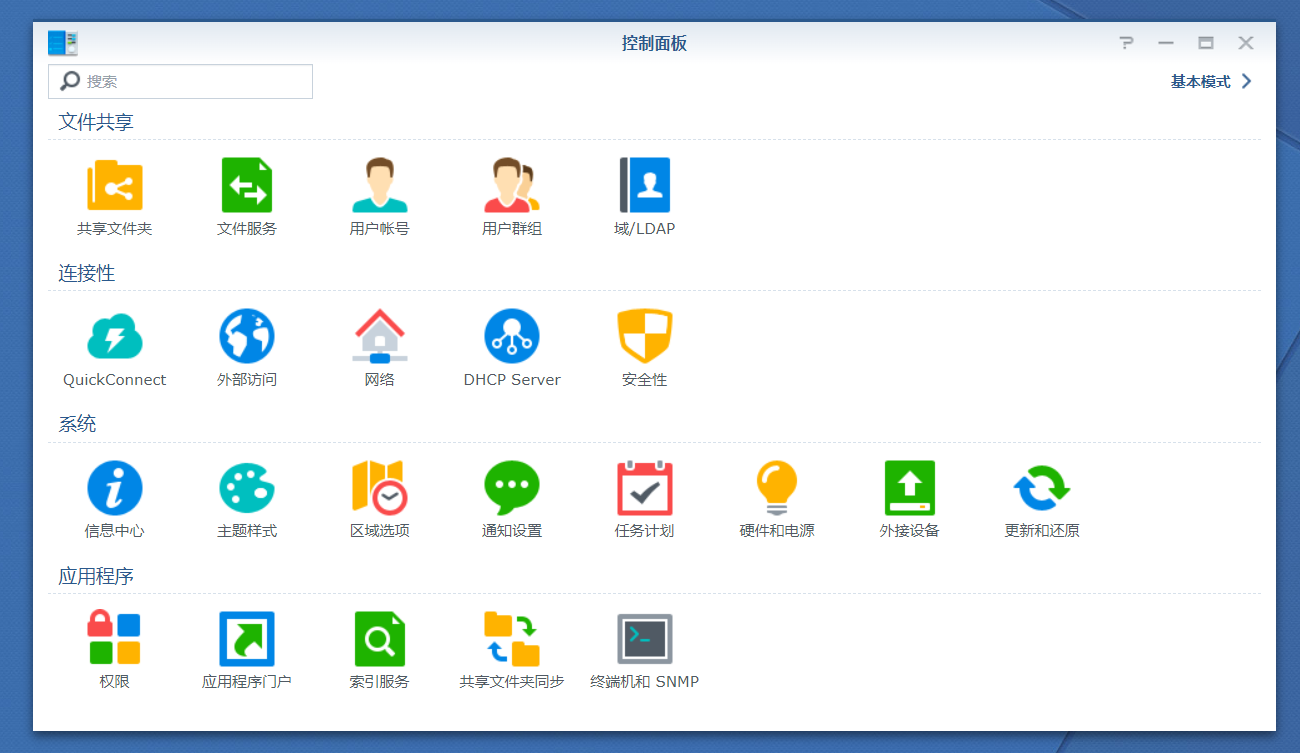 控制面板
搜索
基本模式
文件共享
共享文件夹 文件服务 用户帐号 用户群组 域/LDAP
连接性
QuickConnect 外部访问 网络 DHCP Server 安全性
系统
信息中心 主题样式 区域选项 通知设置 任务计划 硬件和电源 外接设备 更新和还原
应用程序
权限 应用程序门户 索引服务 共享文件夹同步 终端机和 SNMP